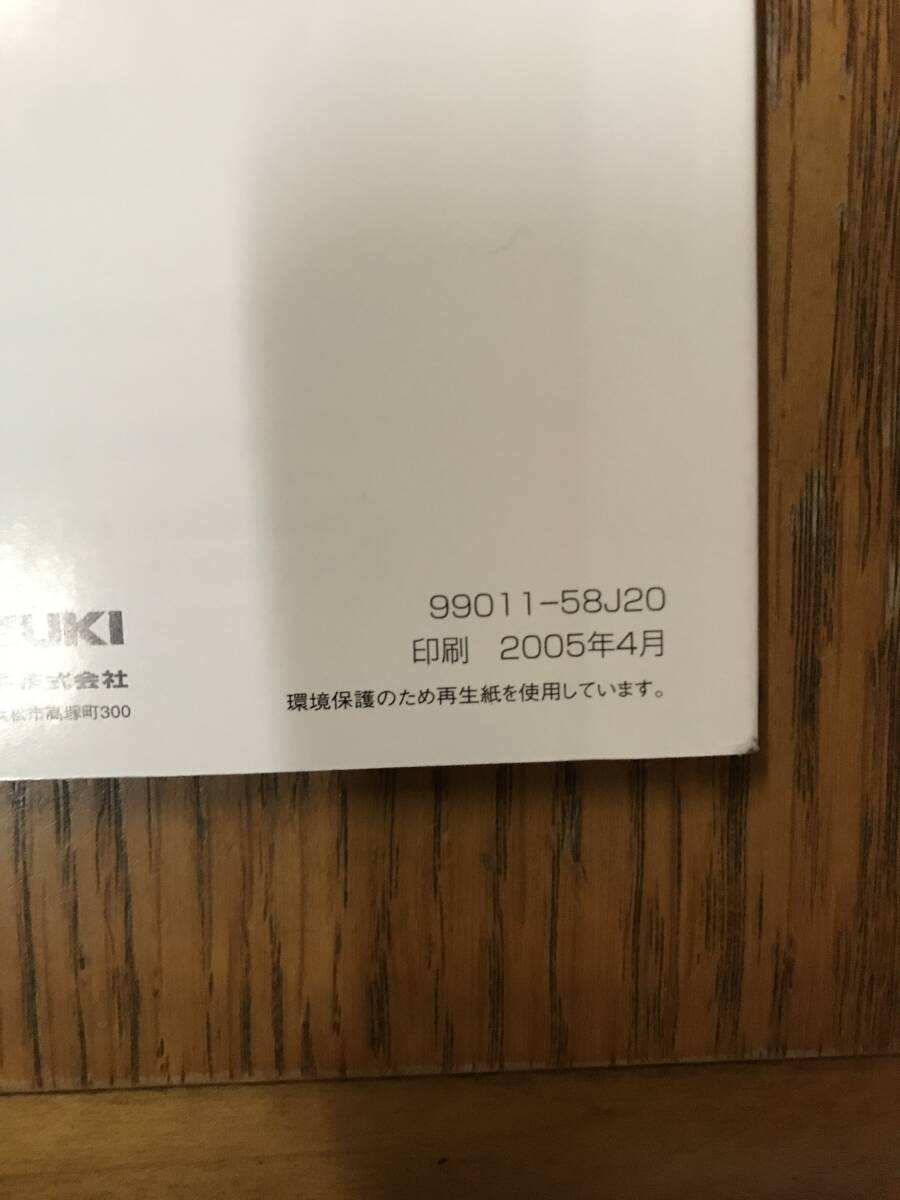 99011-58J20
UKI
印刷 2005年4月
株式会社
環境保護のため再生紙を使用しています。
松市高塚町300